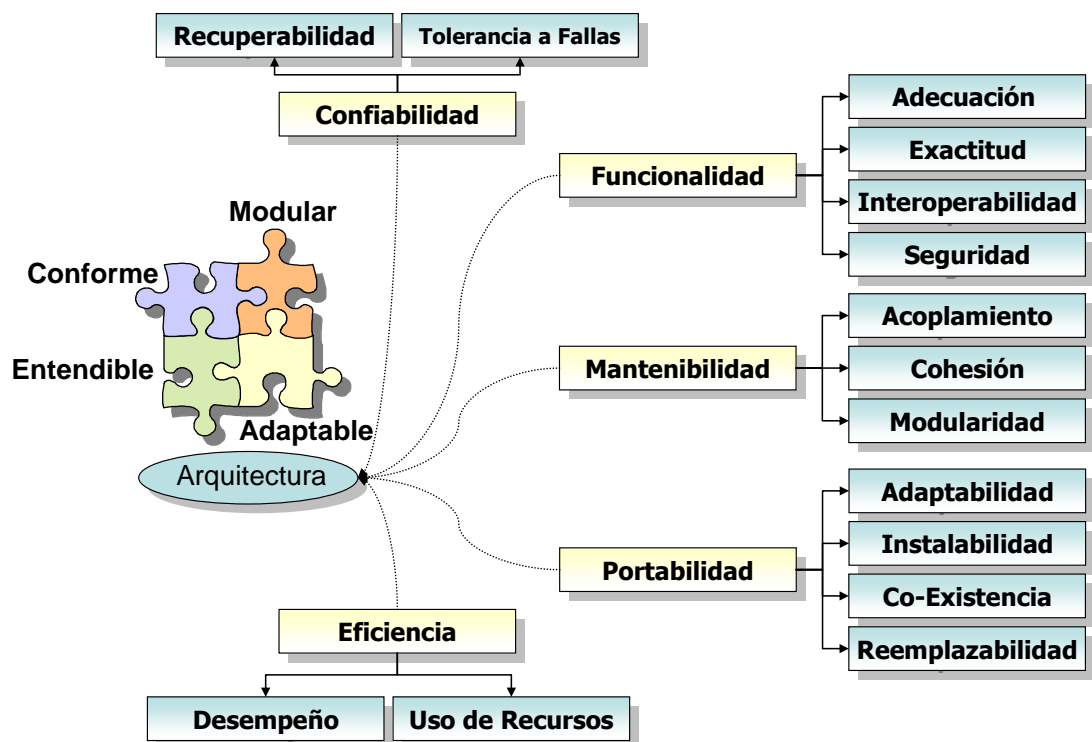 Recuperabilidad
Tolerancia a Fallas
Confiabilidad
Adecuación
Exactitud
Funcionalidad
Interoperabilidad
Seguridad
Modular
Conforme
Entendible
Adaptable
Arquitectura
Acoplamiento
Mantenibilidad
Cohesión
Modularidad
Adaptabilidad
Instalabilidad
Portabilidad
Co-Existencia
Reemplazabilidad
Eficiencia
Desempeño
Uso de Recursos